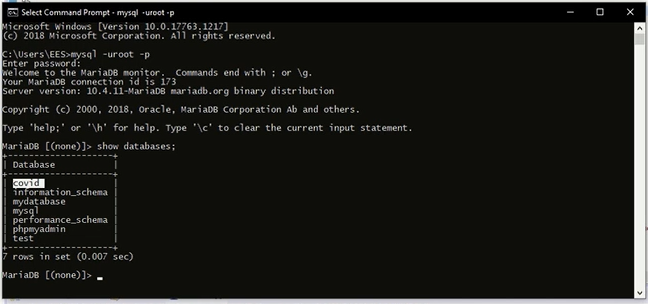 Select Command Prompt - mysql -uroot -p
Microsoft Windows [Version 10.0.17763.1217]
(c) 2018 Microsoft Corporation. All rights reserved.
C:\Users\EES>mysql -uroot -p
Enter password:
Welcome to the MariaDB monitor.  Commands end with ; or \g.
Your MariaDB connection id is 173
Server version: 10.4.11-MariaDB mariadb.org binary distribution
Copyright (c) 2000, 2018, Oracle, MariaDB Corporation Ab and others.
Type 'help;' or '\h' for help. Type '\c' to clear the current input statement.
MariaDB [(none)]> show databases;
+--------------------+
| Database           |
+--------------------+
| covid              |
| information_schema |
| mydatabase         |
| mysql              |
| performance_schema |
| phpmyadmin         |
| test               |
+--------------------+
7 rows in set (0.007 sec)
MariaDB [(none)]> _